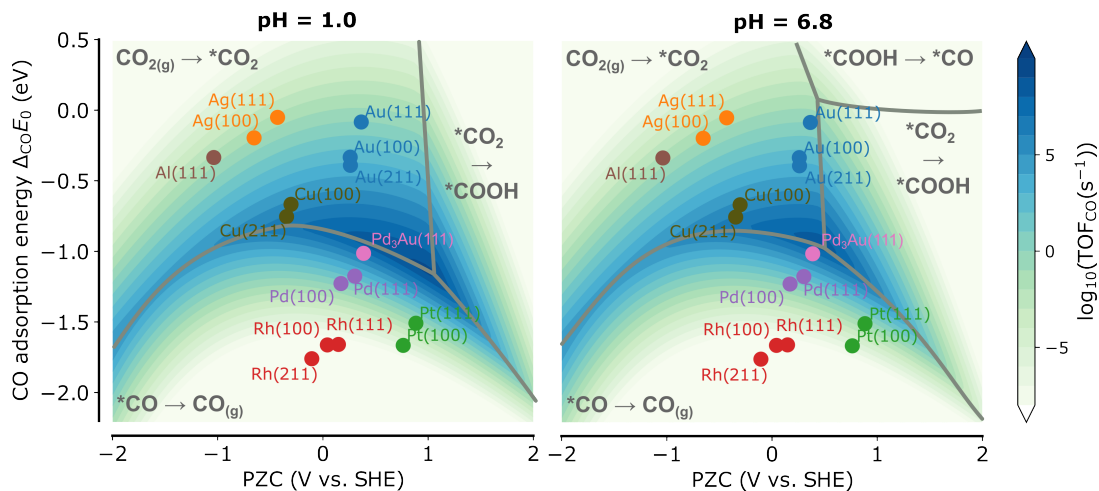 pH = 1.0
CO adsorption energy Δ_CO E_0 (eV)
0.5
0.0
−0.5
−1.0
−1.5
−2.0
CO2(g) → *CO2
Ag(111)
Ag(100)
Al(111)
Au(111)
Au(100)
Au(211)
*CO2
→
*COOH
Cu(100)
Cu(211)
Pd3Au(111)
Pd(100)
Pd(111)
Pt(111)
Pt(100)
Rh(100)
Rh(111)
Rh(211)
*CO → CO(g)
−2
−1
0
1
2
PZC (V vs. SHE)
pH = 6.8
CO2(g) → *CO2
*COOH → *CO
Ag(111)
Ag(100)
Al(111)
Au(111)
Au(100)
Au(211)
*CO2
→
*COOH
Cu(100)
Cu(211)
Pd3Au(111)
Pd(100)
Pd(111)
Pt(111)
Pt(100)
Rh(100)
Rh(111)
Rh(211)
*CO → CO(g)
−2
−1
0
1
2
PZC (V vs. SHE)
5
0
−5
log10(TOFCO(s−1))